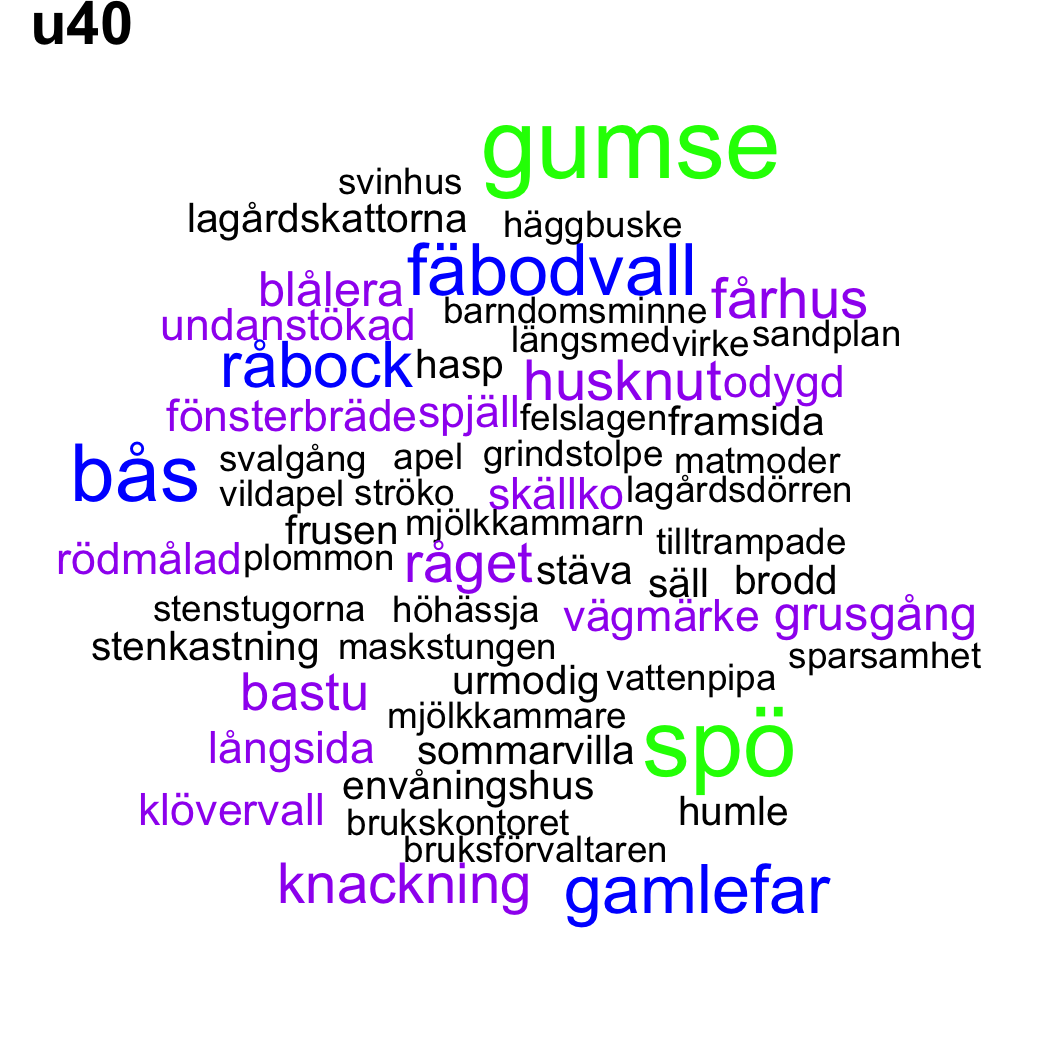 u40
gumse
svinhus
lagårdskattorna häggbuske
fäbodvall
blålera barndomsminne fårhus
undanstökad längsmed virke sandplan
råbock hasp husknut odygd
fönsterbräde spjäll felslagen framsida
bås svalgång apel grindstolpe matmoder
vildapel ströko skällko lagårdsdörren
frusen mjölkkammarn tilltrampade
rödmålad plommon råget stäva säll brodd
stenstugorna höhässja vägmärke grusgång
stenkastning maskstungen sparsamhet
bastu urmodig vattenpipa
mjölkkammare
långsida sommarvilla spö
envåningshus
klövervall brukskontoret humle
bruksförvaltaren
knackning gamlefar